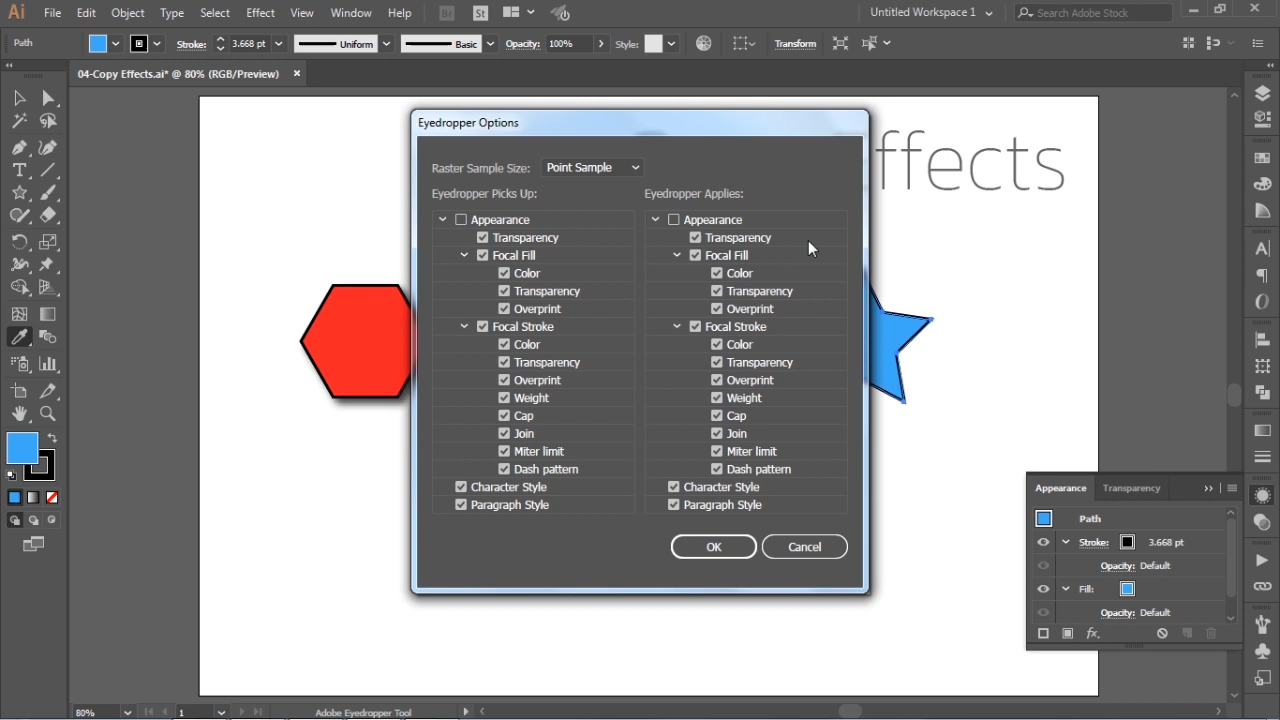 Ai File Edit Object Type Select Effect View Window Help Br St Untitled Workspace 1 Search Adobe Stock
Path Stroke: 3.668 pt Uniform Basic Opacity: 100% Style: Transform
04-Copy Effects.ai* @ 80% (RGB/Preview)
Eyedropper Options
ffects
Raster Sample Size: Point Sample
Eyedropper Picks Up: Eyedropper Applies:
Appearance Appearance
Transparency Transparency
Focal Fill Focal Fill
Color Color
Transparency Transparency
Overprint Overprint
Focal Stroke Focal Stroke
Color Color
Transparency Transparency
Overprint Overprint
Weight Weight
Cap Cap
Join Join
Miter limit Miter limit
Dash pattern Dash pattern
Character Style Character Style
Paragraph Style Paragraph Style
OK Cancel
Appearance Transparency
Path
Stroke: 3.668 pt
Opacity: Default
Fill:
Opacity: Default
fx
80% 1 Adobe Eyedropper Tool